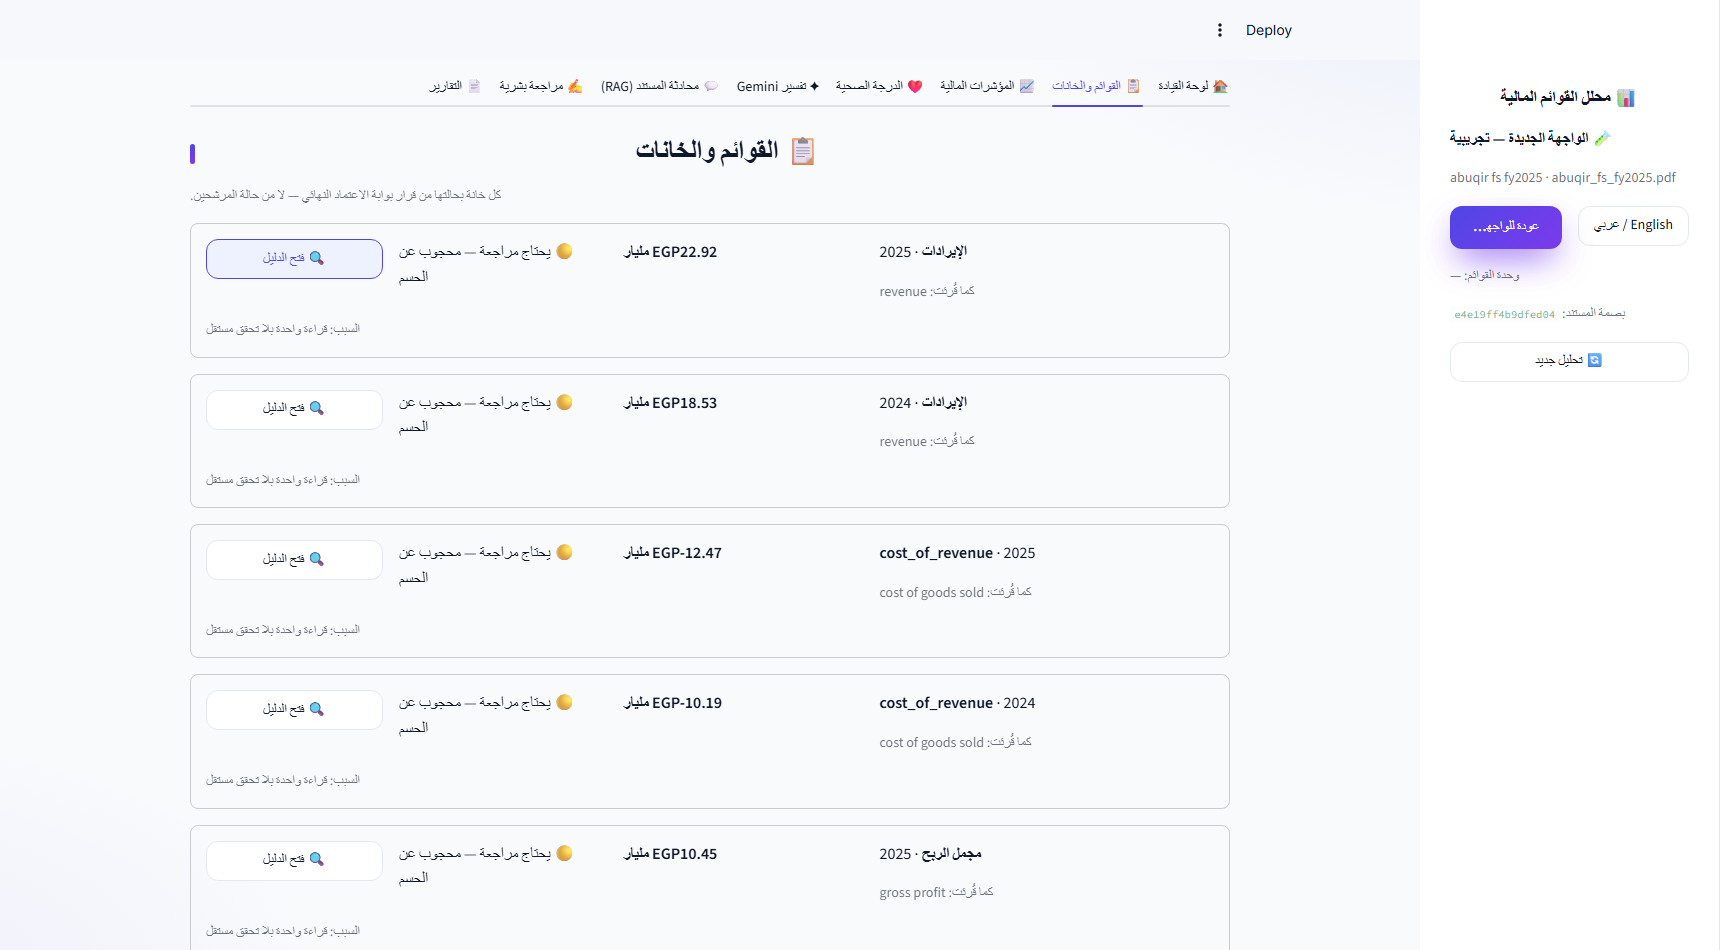 Deploy
📊 محلل القوائم المالية
🧪 الواجهة الجديدة — تجريبية
abuqir fs fy2025 · abuqir_fs_fy2025.pdf
عودة للواجه...
English / عربي
وحدة القوائم: —
بصمة المستند: e4e19ff4b9dfed04
🔄 تحليل جديد
🏠 لوحة القيادة
📋 القوائم والخانات
📈 المؤشرات المالية
❤️ الدرجة الصحية
✦ تفسير Gemini
💬 محادثة المستند (RAG)
✍️ مراجعة بشرية
📄 التقارير
📋 القوائم والخانات
كل خانة بحالتها من قرار بوابة الاعتماد النهائي — لا من حالة المرشحين.
الإيرادات · 2025
كما قُرئت: revenue
EGP22.92 مليار
🟡 يحتاج مراجعة — محجوب عن
الحسم
🔍 فتح الدليل
السبب: قراءة واحدة بلا تحقق مستقل
الإيرادات · 2024
كما قُرئت: revenue
EGP18.53 مليار
🟡 يحتاج مراجعة — محجوب عن
الحسم
🔍 فتح الدليل
السبب: قراءة واحدة بلا تحقق مستقل
cost_of_revenue · 2025
كما قُرئت: cost of goods sold
EGP-12.47 مليار
🟡 يحتاج مراجعة — محجوب عن
الحسم
🔍 فتح الدليل
السبب: قراءة واحدة بلا تحقق مستقل
cost_of_revenue · 2024
كما قُرئت: cost of goods sold
EGP-10.19 مليار
🟡 يحتاج مراجعة — محجوب عن
الحسم
🔍 فتح الدليل
السبب: قراءة واحدة بلا تحقق مستقل
مجمل الربح · 2025
كما قُرئت: gross profit
EGP10.45 مليار
🟡 يحتاج مراجعة — محجوب عن
الحسم
🔍 فتح الدليل
السبب: قراءة واحدة بلا تحقق مستقل